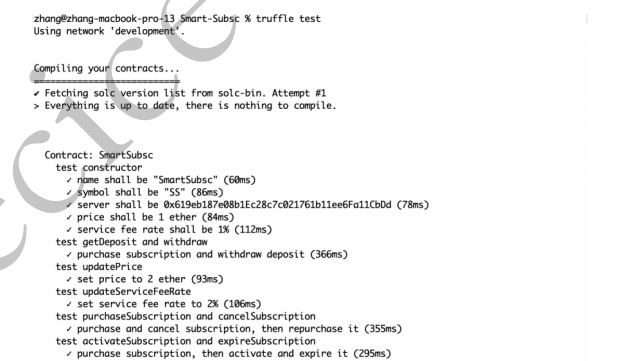 zhang@zhang-macbook-pro-13 Smart-Subsc % truffle test
Using network 'development'.
Compiling your contracts...
===========================
✔ Fetching solc version list from solc-bin. Attempt #1
> Everything is up to date, there is nothing to compile.
Contract: SmartSubsc
test constructor
✓ name shall be "SmartSubsc" (60ms)
✓ symbol shall be "SS" (86ms)
✓ server shall be 0x619eb187e08b1Ec28c7c021761b11ee6Fa11CbDd (78ms)
✓ price shall be 1 ether (84ms)
✓ service fee rate shall be 1% (112ms)
test getDeposit and withdraw
✓ purchase subscription and withdraw deposit (366ms)
test updatePrice
✓ set price to 2 ether (93ms)
test updateServiceFeeRate
✓ set service fee rate to 2% (106ms)
test purchaseSubscription and cancelSubscription
✓ purchase and cancel subscription, then repurchase it (355ms)
test activateSubscription and expireSubscription
✓ purchase subscription, then activate and expire it (295ms)